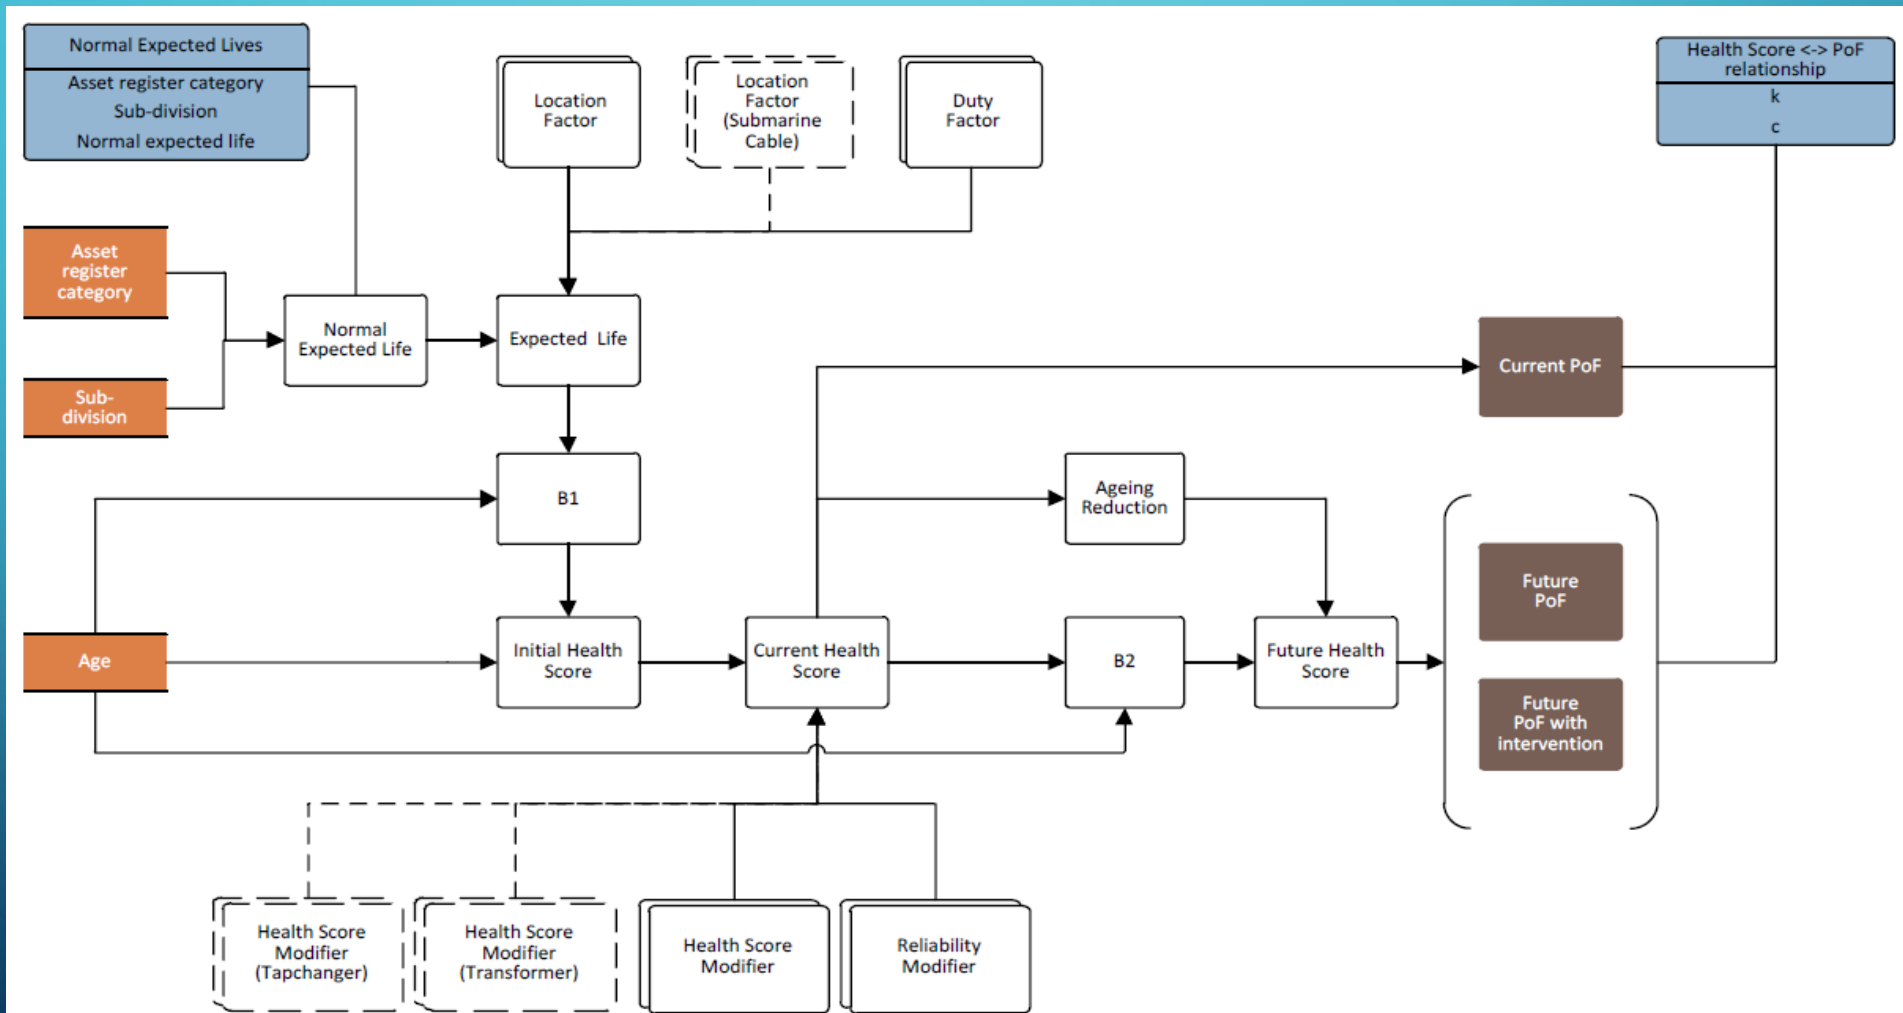 Normal Expected Lives
Asset register category
Sub-division
Normal expected life
Location
Factor
Location
Factor
(Submarine
Cable)
Duty
Factor
Health Score <-> PoF
relationship
k
c
Asset
register
category
Sub-
division
Normal
Expected Life
Expected Life
Current PoF
B1
Ageing
Reduction
Future
PoF
Age
Initial Health
Score
Current Health
Score
B2
Future Health
Score
Future
PoF with
intervention
Health Score
Modifier
(Tapchanger)
Health Score
Modifier
(Transformer)
Health Score
Modifier
Reliability
Modifier